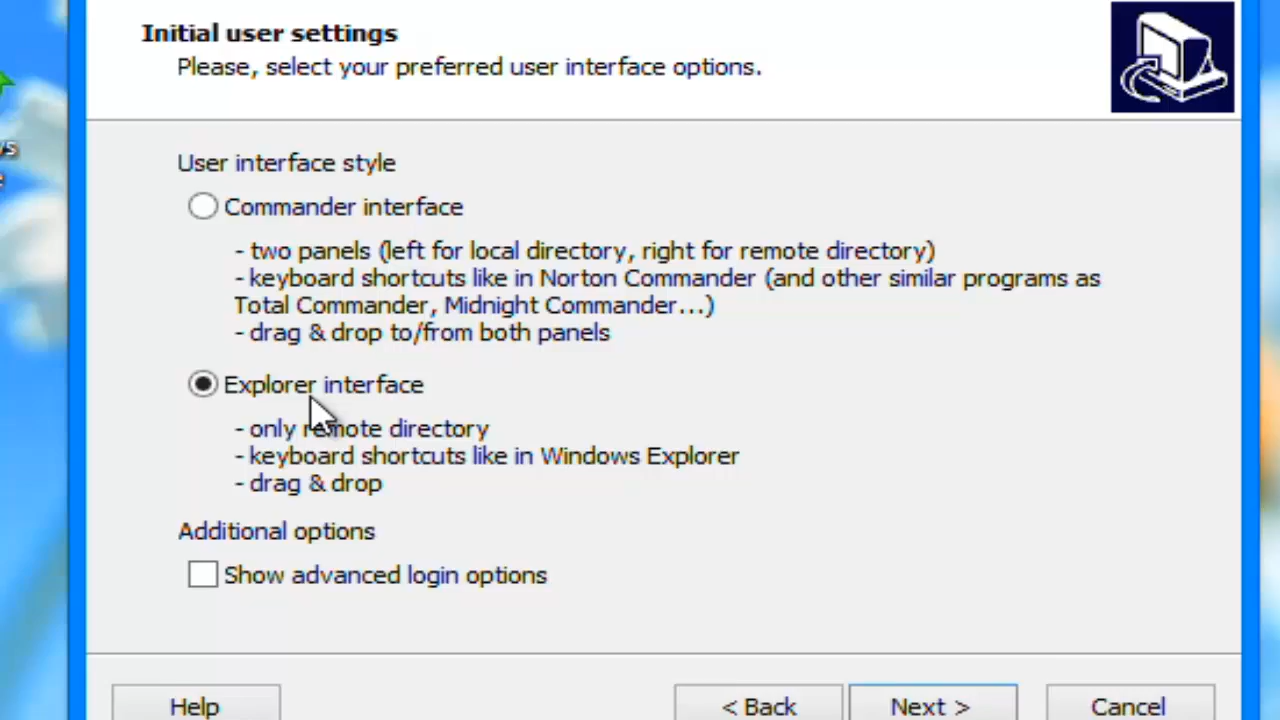 Initial user settings
Please, select your preferred user interface options.
User interface style
Commander interface
- two panels (left for local directory, right for remote directory)
- keyboard shortcuts like in Norton Commander (and other similar programs as
Total Commander, Midnight Commander...)
- drag & drop to/from both panels
Explorer interface
- only remote directory
- keyboard shortcuts like in Windows Explorer
- drag & drop
Additional options
Show advanced login options
Help
< Back
Next >
Cancel